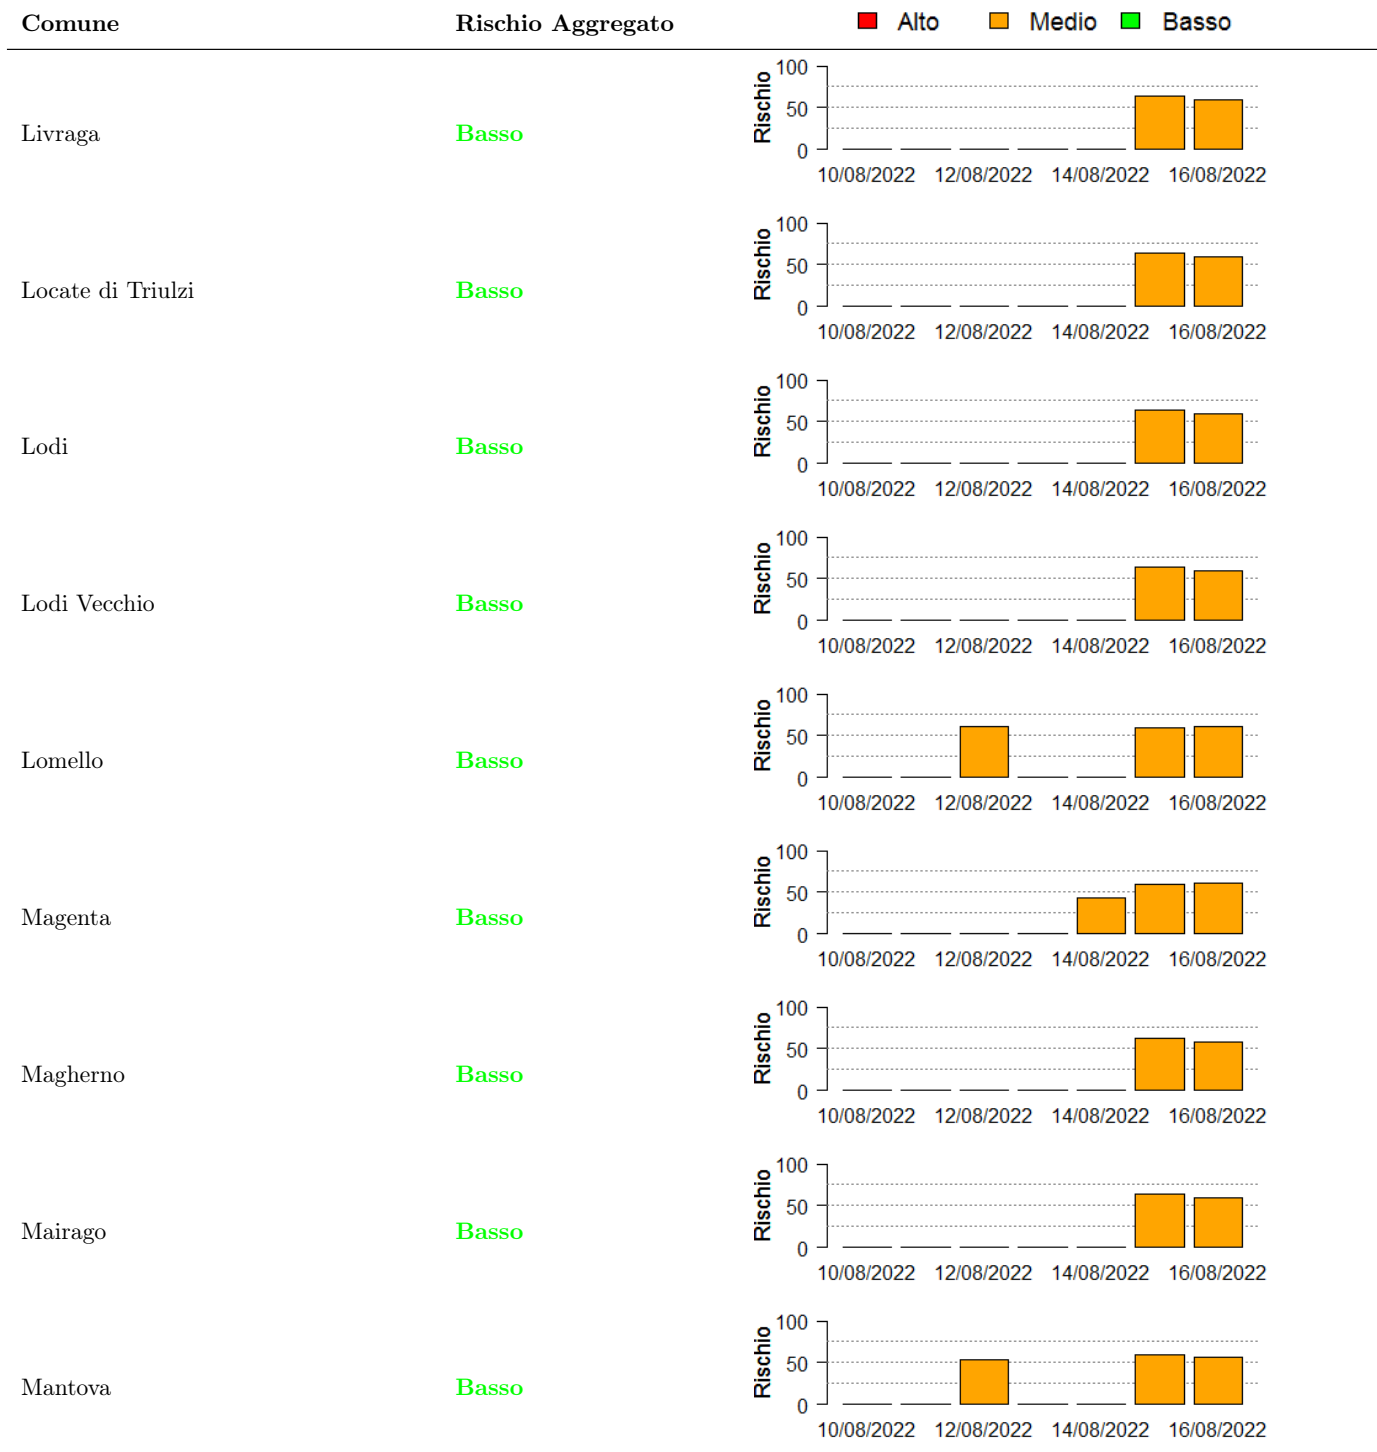 Comune Rischio Aggregato Alto Medio Basso
100
Rischio
50
Livraga Basso
0
10/08/2022 12/08/2022 14/08/2022 16/08/2022
100
Rischio
50
Locate di Triulzi Basso
0
10/08/2022 12/08/2022 14/08/2022 16/08/2022
100
Rischio
50
Lodi Basso
0
10/08/2022 12/08/2022 14/08/2022 16/08/2022
100
Rischio
50
Lodi Vecchio Basso
0
10/08/2022 12/08/2022 14/08/2022 16/08/2022
100
Rischio
50
Lomello Basso
0
10/08/2022 12/08/2022 14/08/2022 16/08/2022
100
Rischio
50
Magenta Basso
0
10/08/2022 12/08/2022 14/08/2022 16/08/2022
100
Rischio
50
Magherno Basso
0
10/08/2022 12/08/2022 14/08/2022 16/08/2022
100
Rischio
50
Mairago Basso
0
10/08/2022 12/08/2022 14/08/2022 16/08/2022
100
Rischio
50
Mantova Basso
0
10/08/2022 12/08/2022 14/08/2022 16/08/2022